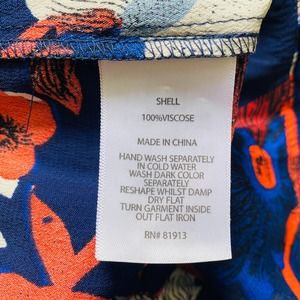 SHELL
100%VISCOSE
MADE IN CHINA
HAND WASH SEPARATELY
IN COLD WATER
WASH DARK COLOR
SEPARATELY
RESHAPE WHILST DAMP
DRY FLAT
TURN GARMENT INSIDE
OUT FLAT IRON
RN# 81913